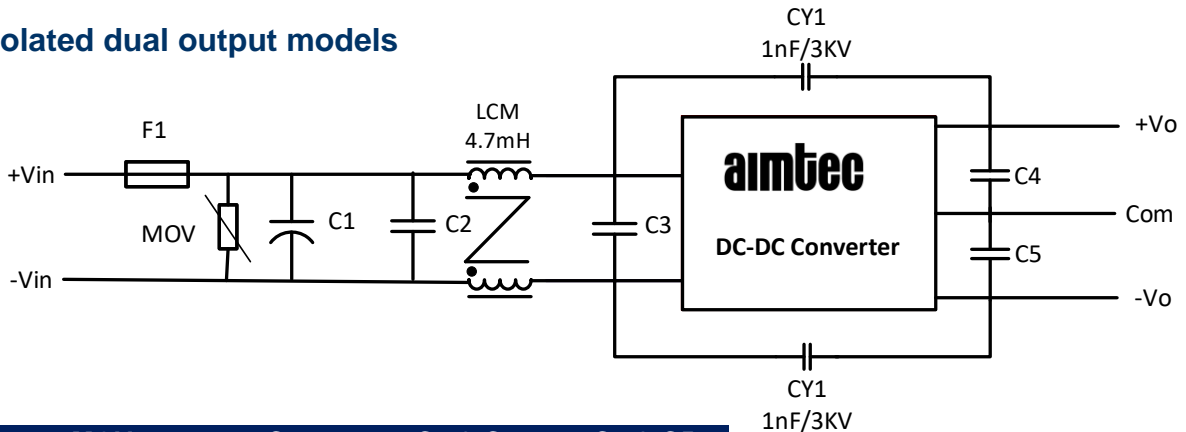 olated dual output models
CY1
1nF/3KV
F1
LCM
4.7mH
+Vin
MOV
C1
C2
C3
aimtec
DC-DC Converter
+Vo
C4
Com
C5
-Vo
-Vin
CY1
1nF/3KV